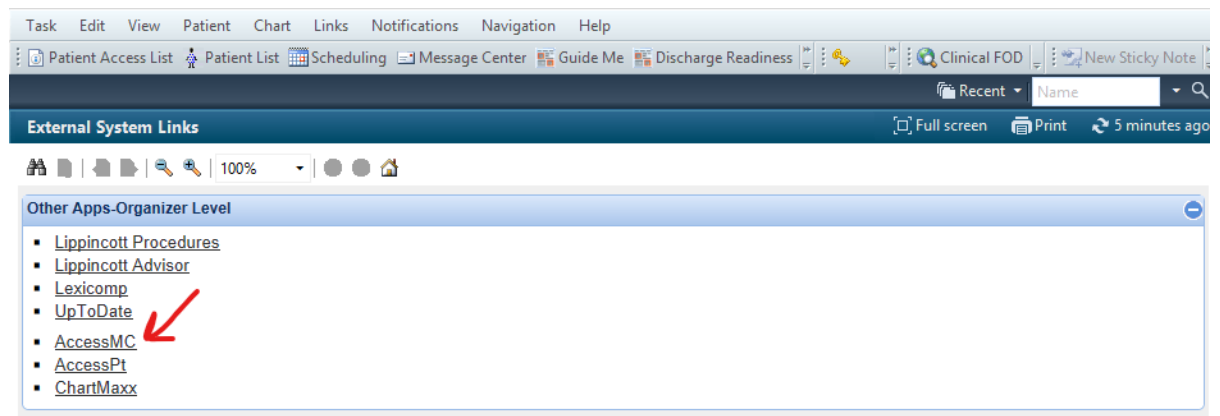 Task Edit View Patient Chart Links Notifications Navigation Help
Patient Access List Patient List Scheduling Message Center Guide Me Discharge Readiness Clinical FOD New Sticky Note
Recent Name
External System Links Full screen Print 5 minutes ago
100%
Other Apps-Organizer Level
Lippincott Procedures
Lippincott Advisor
Lexicomp
UpToDate
AccessMC
AccessPt
ChartMaxx